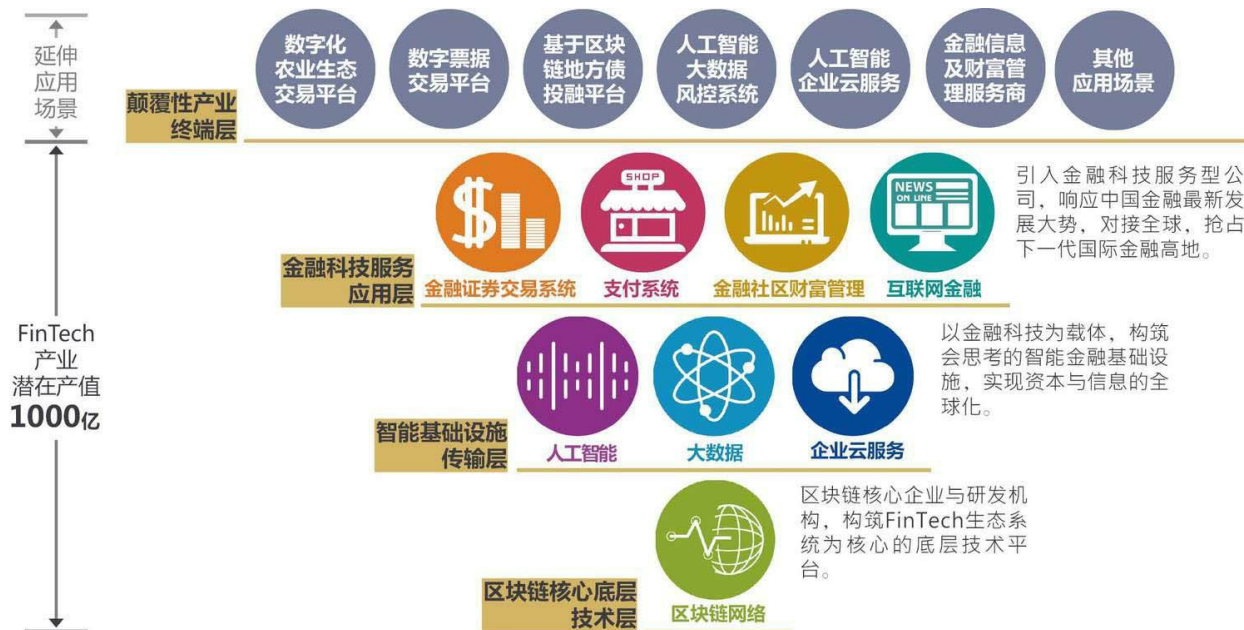 延伸
应用
场景
颠覆性产业
终端层
数字化
农业生态
交易平台
数字票据
交易平台
基于区块
链地方债
投融平台
人工智能
大数据
风控系统
人工智能
企业云服务
金融信息
及财富管
理服务商
其他
应用场景
FinTech
产业
潜在产值
1000亿
金融科技服务
应用层
金融证券交易系统
SHOP
支付系统
金融社区财富管理
NEWS
ON LINE
互联网金融
引入金融科技服务型公
司，响应中国金融最新发
展大势，对接全球，抢占
下一代国际金融高地。
智能基础设施
传输层
人工智能
大数据
企业云服务
以金融科技为载体，构筑
会思考的智能金融基础设
施，实现资本与信息的全
球化。
区块链核心底层
技术层
区块链网络
区块链核心企业与研发机
构，构筑FinTech生态系
统为核心的底层技术平
台。